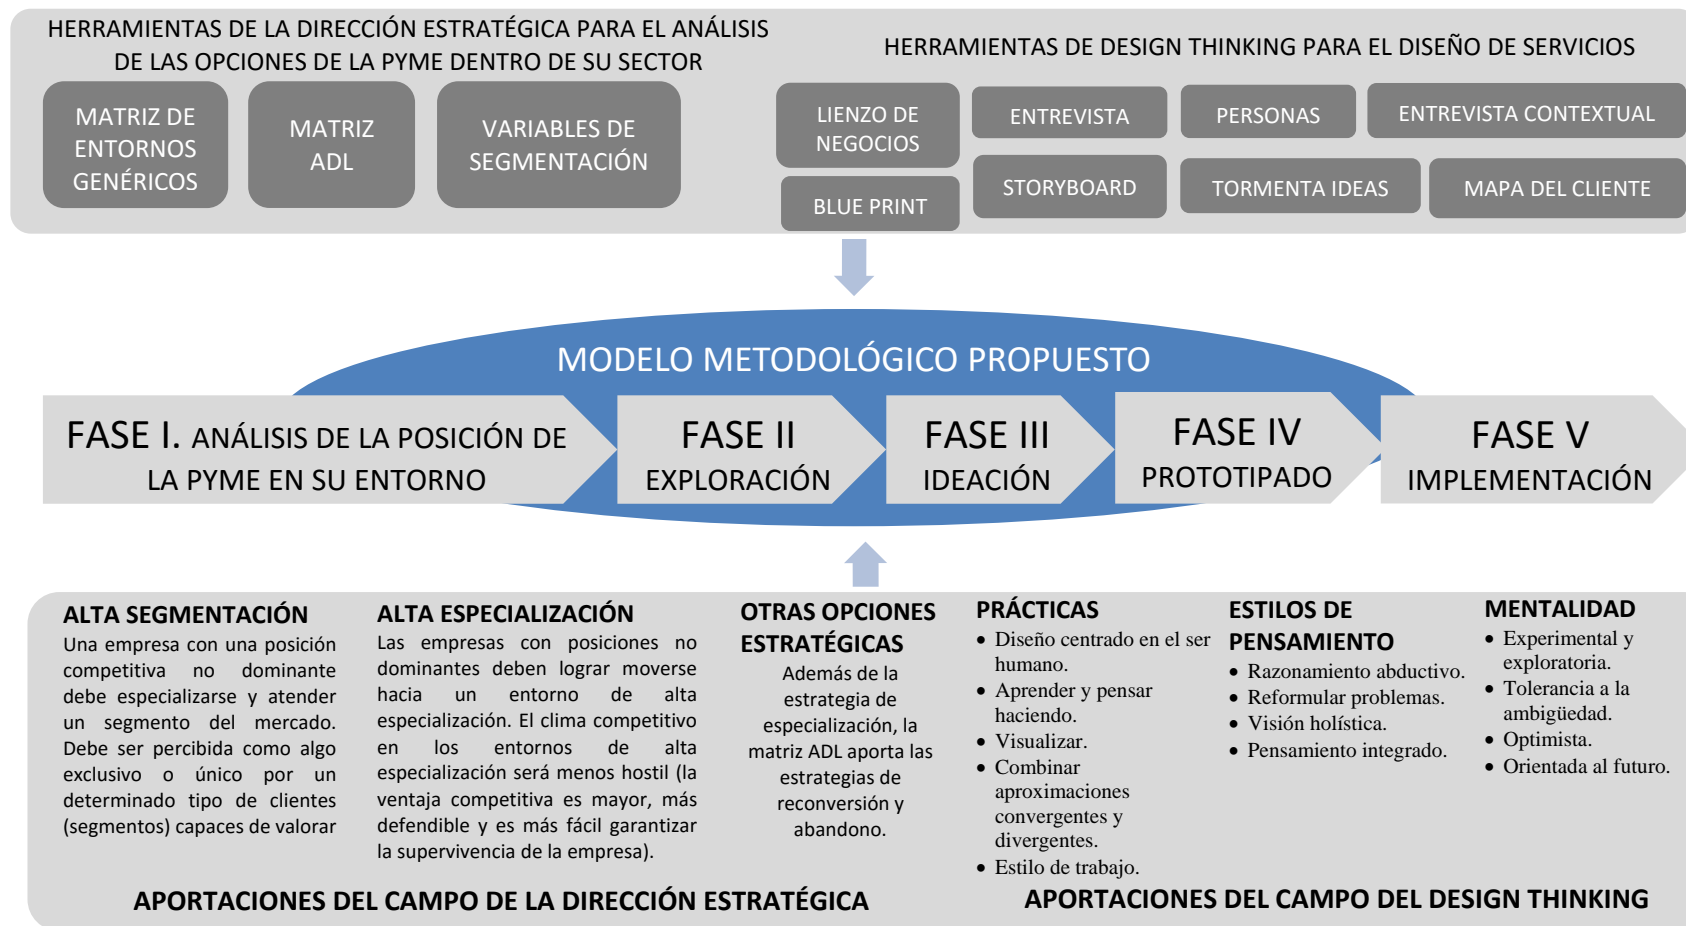 HERRAMIENTAS DE LA DIRECCIÓN ESTRATÉGICA PARA EL ANÁLISIS
DE LAS OPCIONES DE LA PYME DENTRO DE SU SECTOR
MATRIZ DE
ENTORNOS
GENÉRICOS
MATRIZ
ADL
VARIABLES DE
SEGMENTACIÓN
HERRAMIENTAS DE DESIGN THINKING PARA EL DISEÑO DE SERVICIOS
LIENZO DE
NEGOCIOS
ENTREVISTA
PERSONAS
ENTREVISTA CONTEXTUAL
BLUE PRINT
STORYBOARD
TORMENTA IDEAS
MAPA DEL CLIENTE
MODELO METODOLÓGICO PROPUESTO
FASE I. ANÁLISIS DE LA POSICIÓN DE
LA PYME EN SU ENTORNO
FASE II
EXPLORACIÓN
FASE III
IDEACIÓN
FASE IV
PROTOTIPADO
FASE V
IMPLEMENTACIÓN
ALTA SEGMENTACIÓN
Una empresa con una posición
competitiva no dominante
debe especializarse y atender
un segmento del mercado.
Debe ser percibida como algo
exclusivo o único por un
determinado tipo de clientes
(segmentos) capaces de valorar
ALTA ESPECIALIZACIÓN
Las empresas con posiciones no
dominantes deben lograr moverse
hacia un entorno de alta
especialización. El clima competitivo
en los entornos de alta
especialización será menos hostil (la
ventaja competitiva es mayor, más
defendible y es más fácil garantizar
la supervivencia de la empresa).
OTRAS OPCIONES
ESTRATÉGICAS
Además de la
estrategia de
especialización, la
matriz ADL aporta las
estrategias de
reconversión y
abandono.
APORTACIONES DEL CAMPO DE LA DIRECCIÓN ESTRATÉGICA
PRÁCTICAS
• Diseño centrado en el ser
humano.
• Aprender y pensar
haciendo.
• Visualizar.
• Combinar
aproximaciones
convergentes y
divergentes.
• Estilo de trabajo.
ESTILOS DE
PENSAMIENTO
• Razonamiento abductivo.
• Reformular problemas.
• Visión holística.
• Pensamiento integrado.
MENTALIDAD
• Experimental y
exploratoria.
• Tolerancia a la
ambigüedad.
• Optimista.
• Orientada al futuro.
APORTACIONES DEL CAMPO DEL DESIGN THINKING